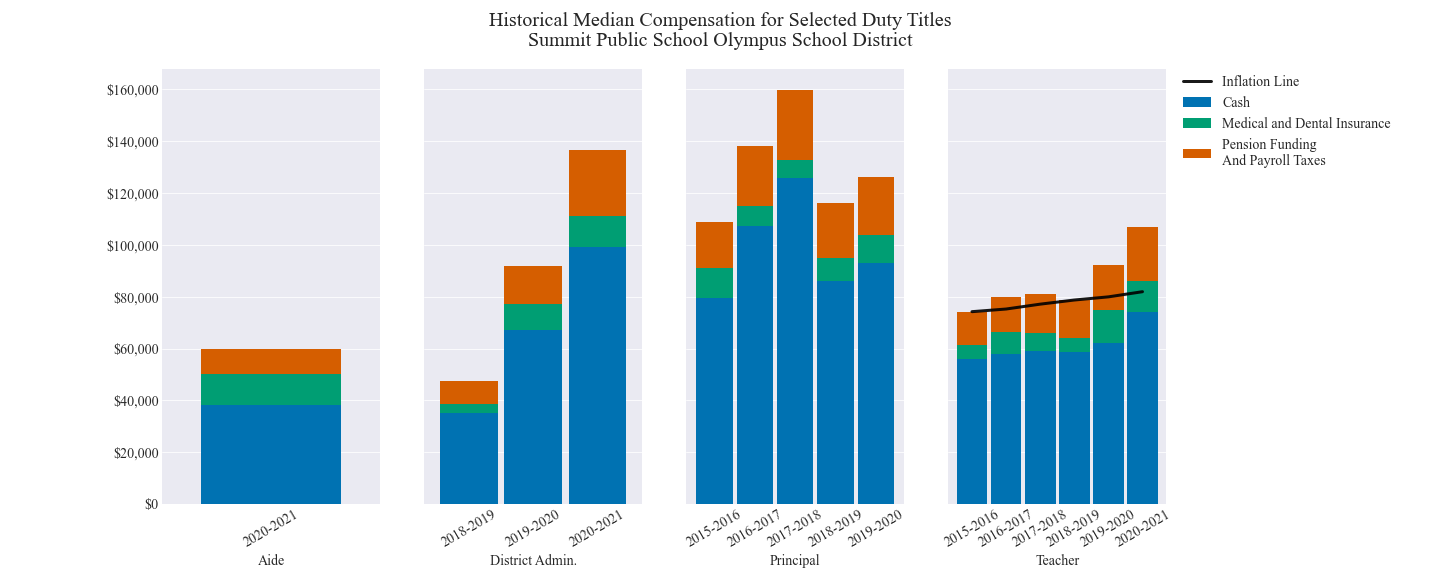 Historical Median Compensation for Selected Duty Titles
Summit Public School Olympus School District
$160,000
$140,000
$120,000
$100,000
$80,000
$60,000
$40,000
$20,000
$0
2020-2021
Aide
2018-2019
2019-2020
2020-2021
District Admin.
2015-2016
2016-2017
2017-2018
2018-2019
2019-2020
Principal
2015-2016
2016-2017
2017-2018
2018-2019
2019-2020
2020-2021
Teacher
Inflation Line
Cash
Medical and Dental Insurance
Pension Funding
And Payroll Taxes